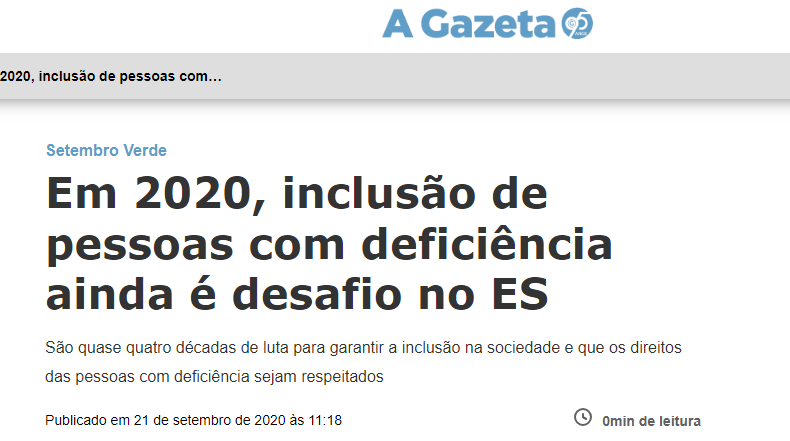 A Gazeta 95
2020, inclusão de pessoas com...
Setembro Verde
Em 2020, inclusão de
pessoas com deficiência
ainda é desafio no ES
São quase quatro décadas de luta para garantir a inclusão na sociedade e que os direitos
das pessoas com deficiência sejam respeitados
Publicado em 21 de setembro de 2020 às 11:18
0min de leitura